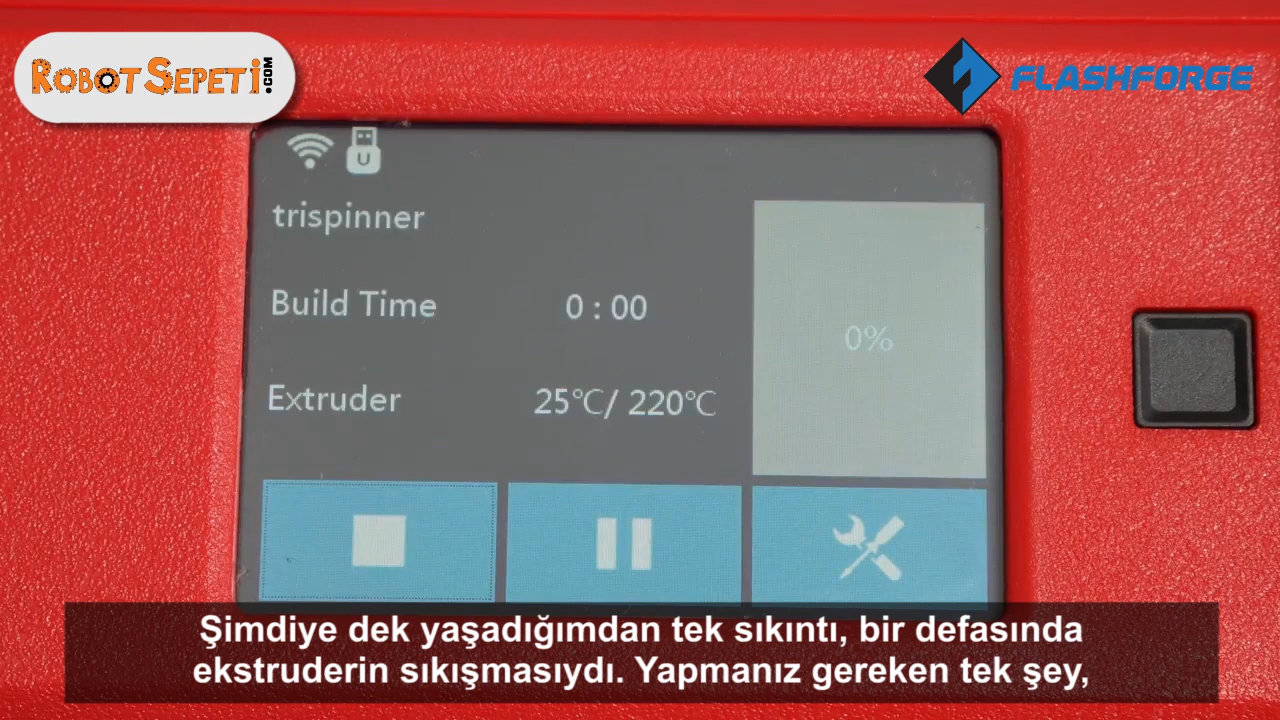 ROBOT SEPETİ.COM
FLASHFORGE
U
trispinner
Build Time 0 : 00
0%
Extruder 25℃/ 220℃
Şimdiye dek yaşadığımdan tek sıkıntı, bir defasında
ekstruderin sıkışmasıydı. Yapmanız gereken tek şey,